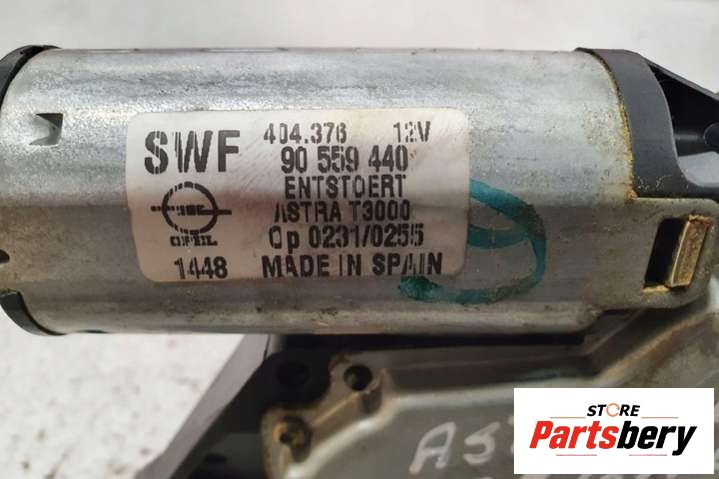 SWF 404.376 12V
90 559 440
ENTSTOERT
OPEL ASTRA T3000
Op 0231/0255
1448 MADE IN SPAIN
STORE
Partsbery